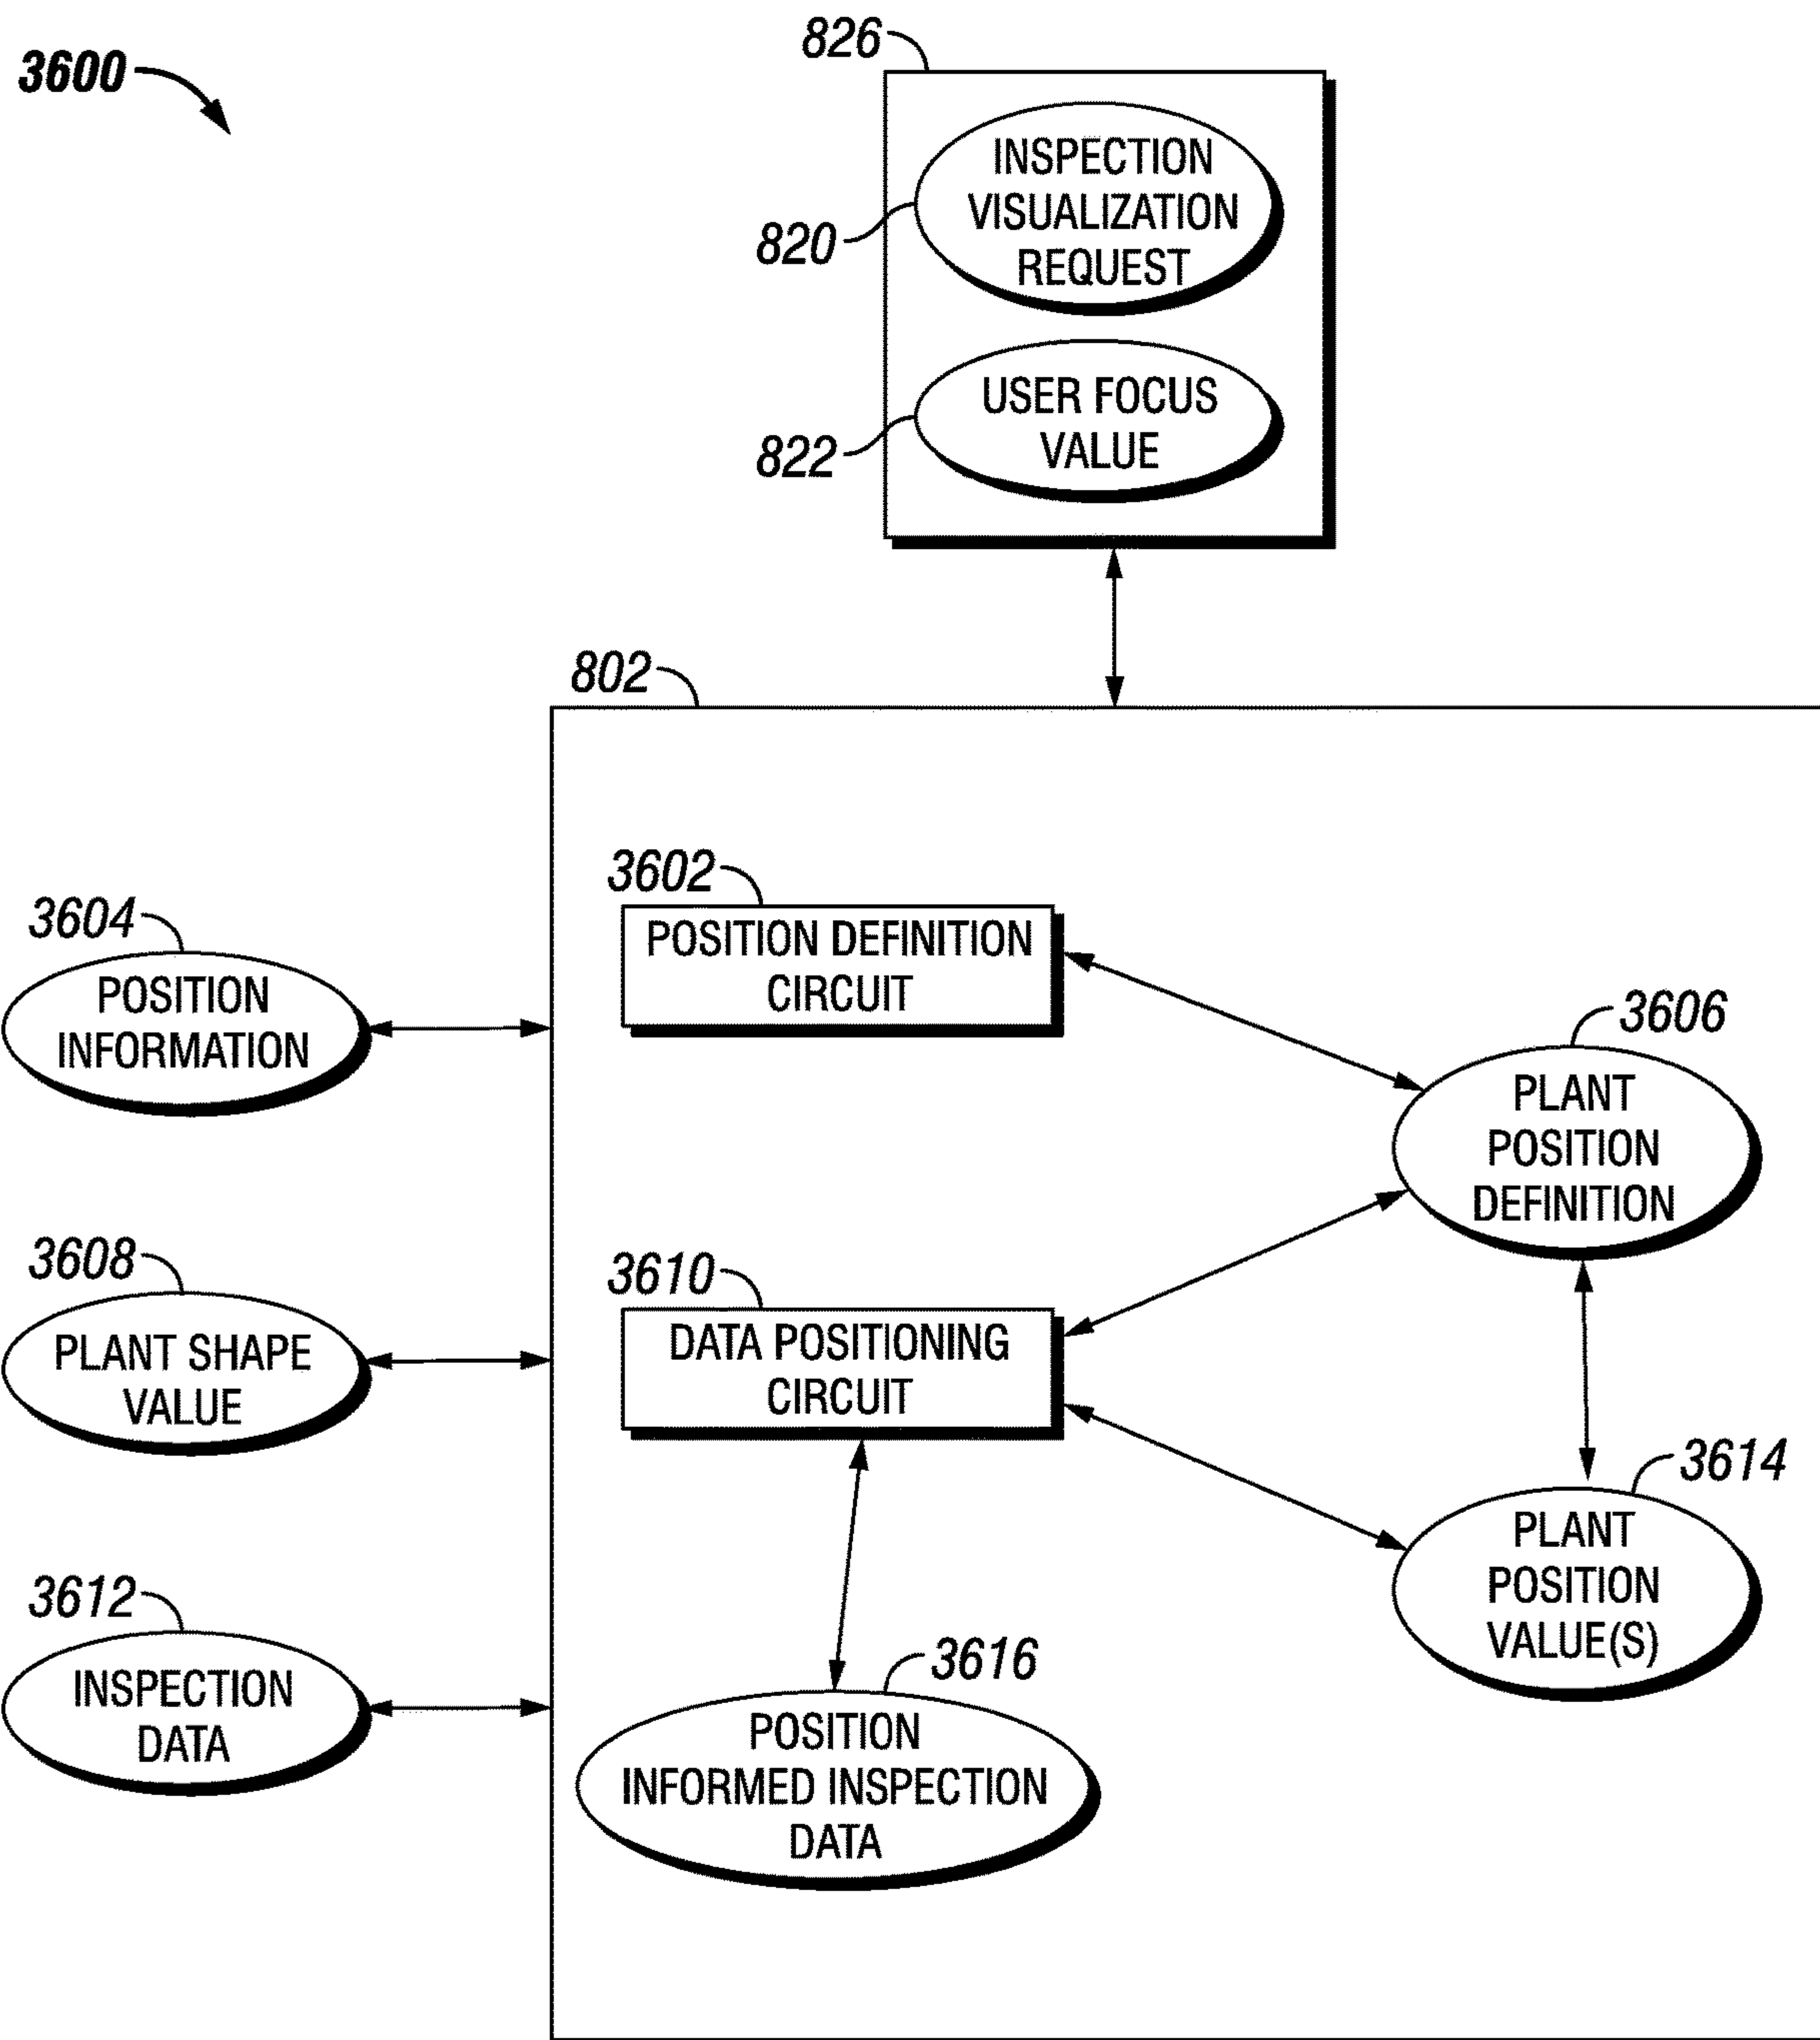 3600
826
INSPECTION
VISUALIZATION
REQUEST
820
USER FOCUS
VALUE
822
802
3602
POSITION DEFINITION
CIRCUIT
3604
POSITION
INFORMATION
3606
PLANT
POSITION
DEFINITION
3608
PLANT SHAPE
VALUE
3610
DATA POSITIONING
CIRCUIT
3614
PLANT
POSITION
VALUE(S)
3612
INSPECTION
DATA
3616
POSITION
INFORMED INSPECTION
DATA